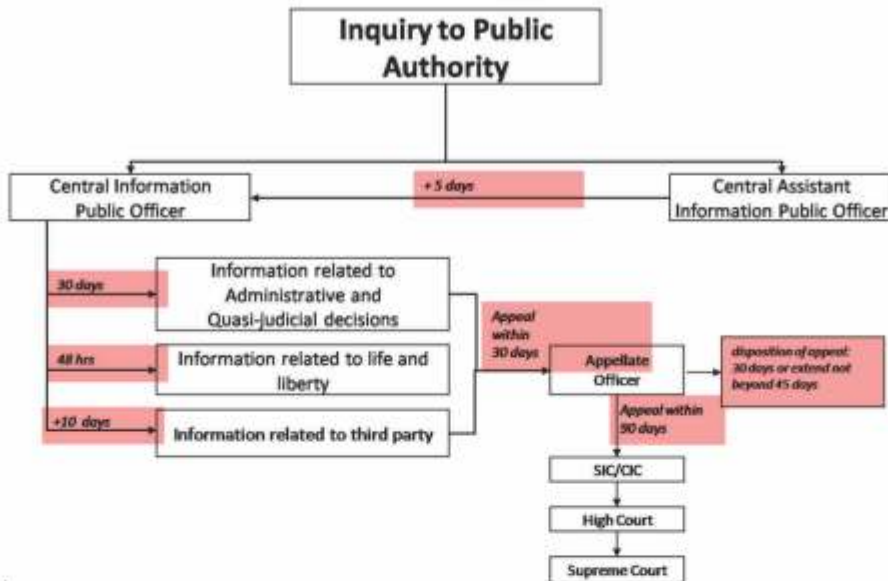 Inquiry to Public
Authority
+ 5 days
Central Information
Public Officer
Central Assistant
Information Public Officer
30 days
Information related to
Administrative and
Quasi-judicial decisions
48 hrs
Information related to life and
liberty
+10 days
Information related to third party
Appeal
within
30 days
Appellate
Officer
disposition of appeal:
30 days or extend not
beyond 45 days
Appeal within
90 days
SIC/CIC
High Court
Supreme Court